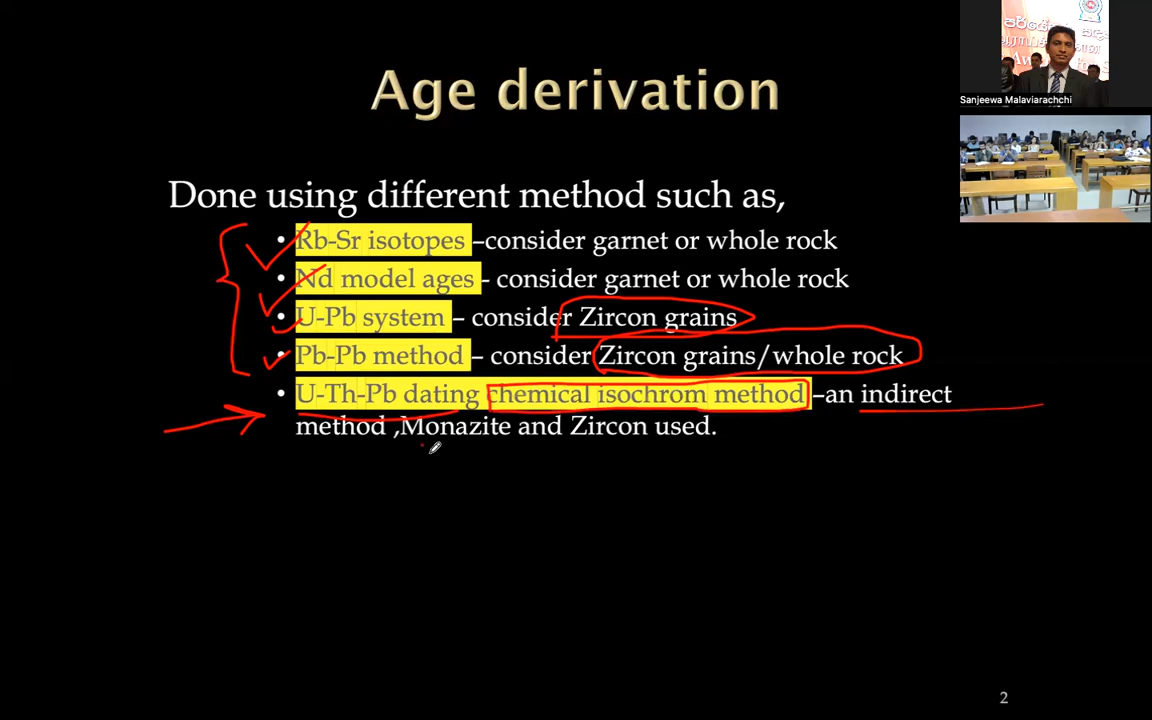 Age derivation
Sanjeewa Malaviarachchi
Done using different method such as,
• Rb-Sr isotopes –consider garnet or whole rock
• Nd model ages - consider garnet or whole rock
• U-Pb system – consider Zircon grains
• Pb-Pb method – consider Zircon grains/whole rock
• U-Th-Pb dating chemical isochrom method –an indirect
method ,Monazite and Zircon used.
2